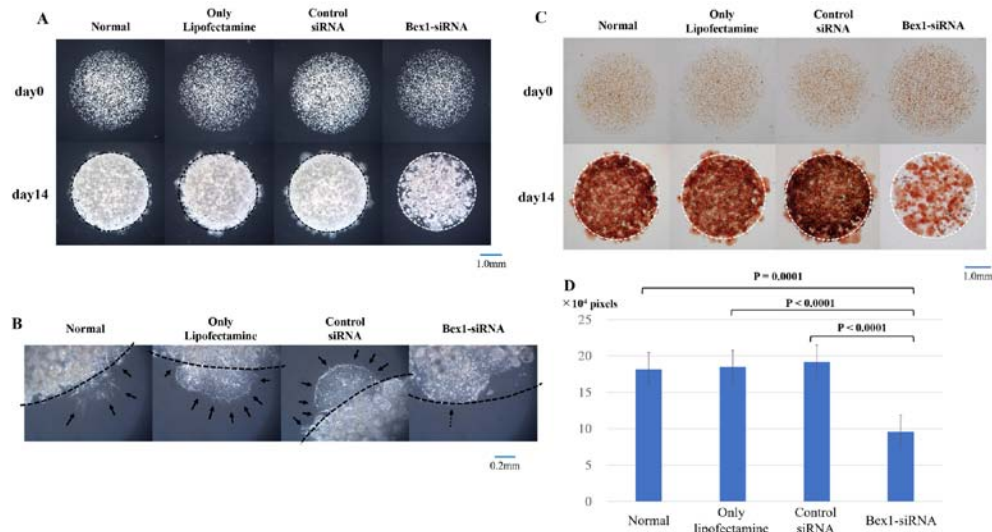 A
Normal
Only
Lipofectamine
Control
siRNA
Bex1-siRNA
day0
day14
1.0mm
B
Normal
Only
Lipofectamine
Control
siRNA
Bex1-siRNA
0.2mm
C
Normal
Only
Lipofectamine
Control
siRNA
Bex1-siRNA
day0
day14
1.0mm
D
×10⁴ pixels
P = 0.0001
P < 0.0001
P < 0.0001
25
20
15
10
5
0
Normal
Only
lipofectamine
Control
siRNA
Bex1-siRNA